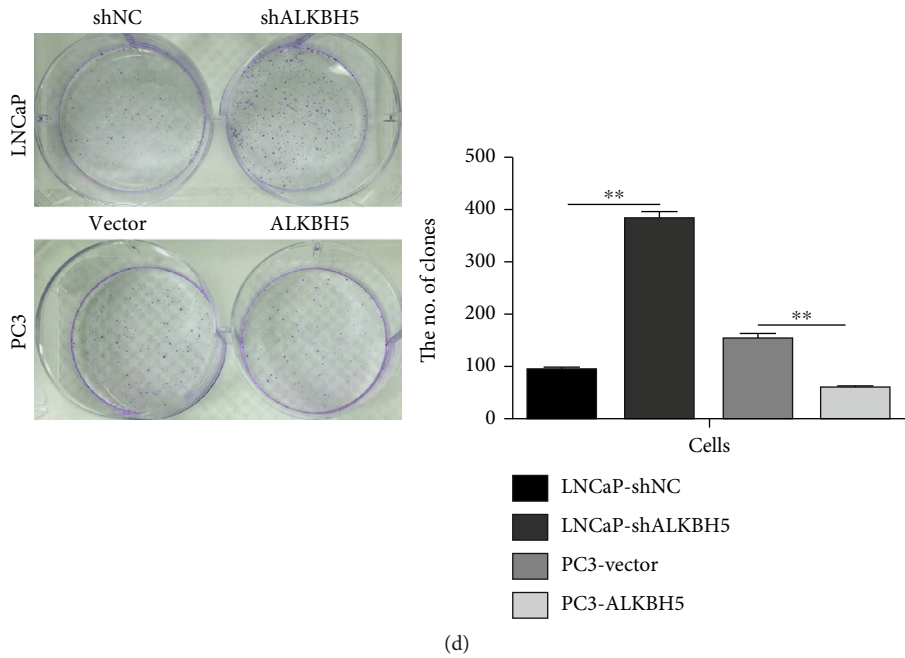 shNC shALKBH5
LNCaP
Vector ALKBH5
PC3
500
400
300
200
100
0
The no. of clones
**
**
Cells
LNCaP-shNC
LNCaP-shALKBH5
PC3-vector
PC3-ALKBH5
(d)